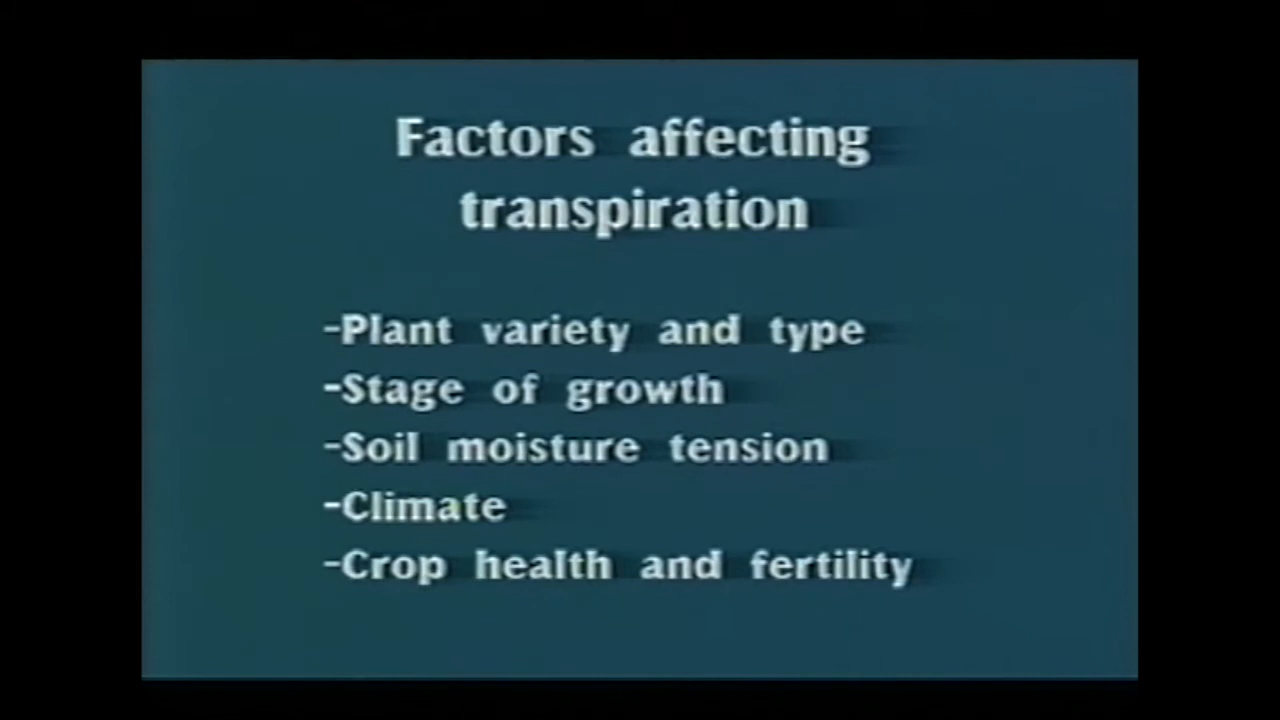 Factors affecting
transpiration
-Plant variety and type
-Stage of growth
-Soil moisture tension
-Climate
-Crop health and fertility